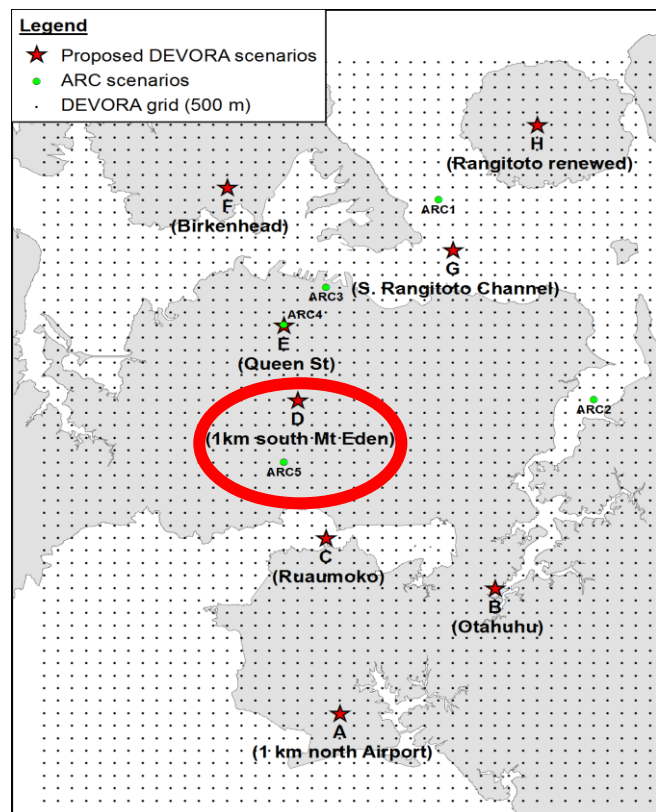 Legend
Proposed DEVORA scenarios
ARC scenarios
DEVORA grid (500 m)
H
(Rangitoto renewed)
F
(Birkenhead)
ARC1
G
(S. Rangitoto Channel)
ARC3
ARC4
E
(Queen St)
D
(1km south Mt Eden)
ARC2
ARC5
C
(Ruaumoko)
B
(Otahuhu)
A
(1 km north Airport)